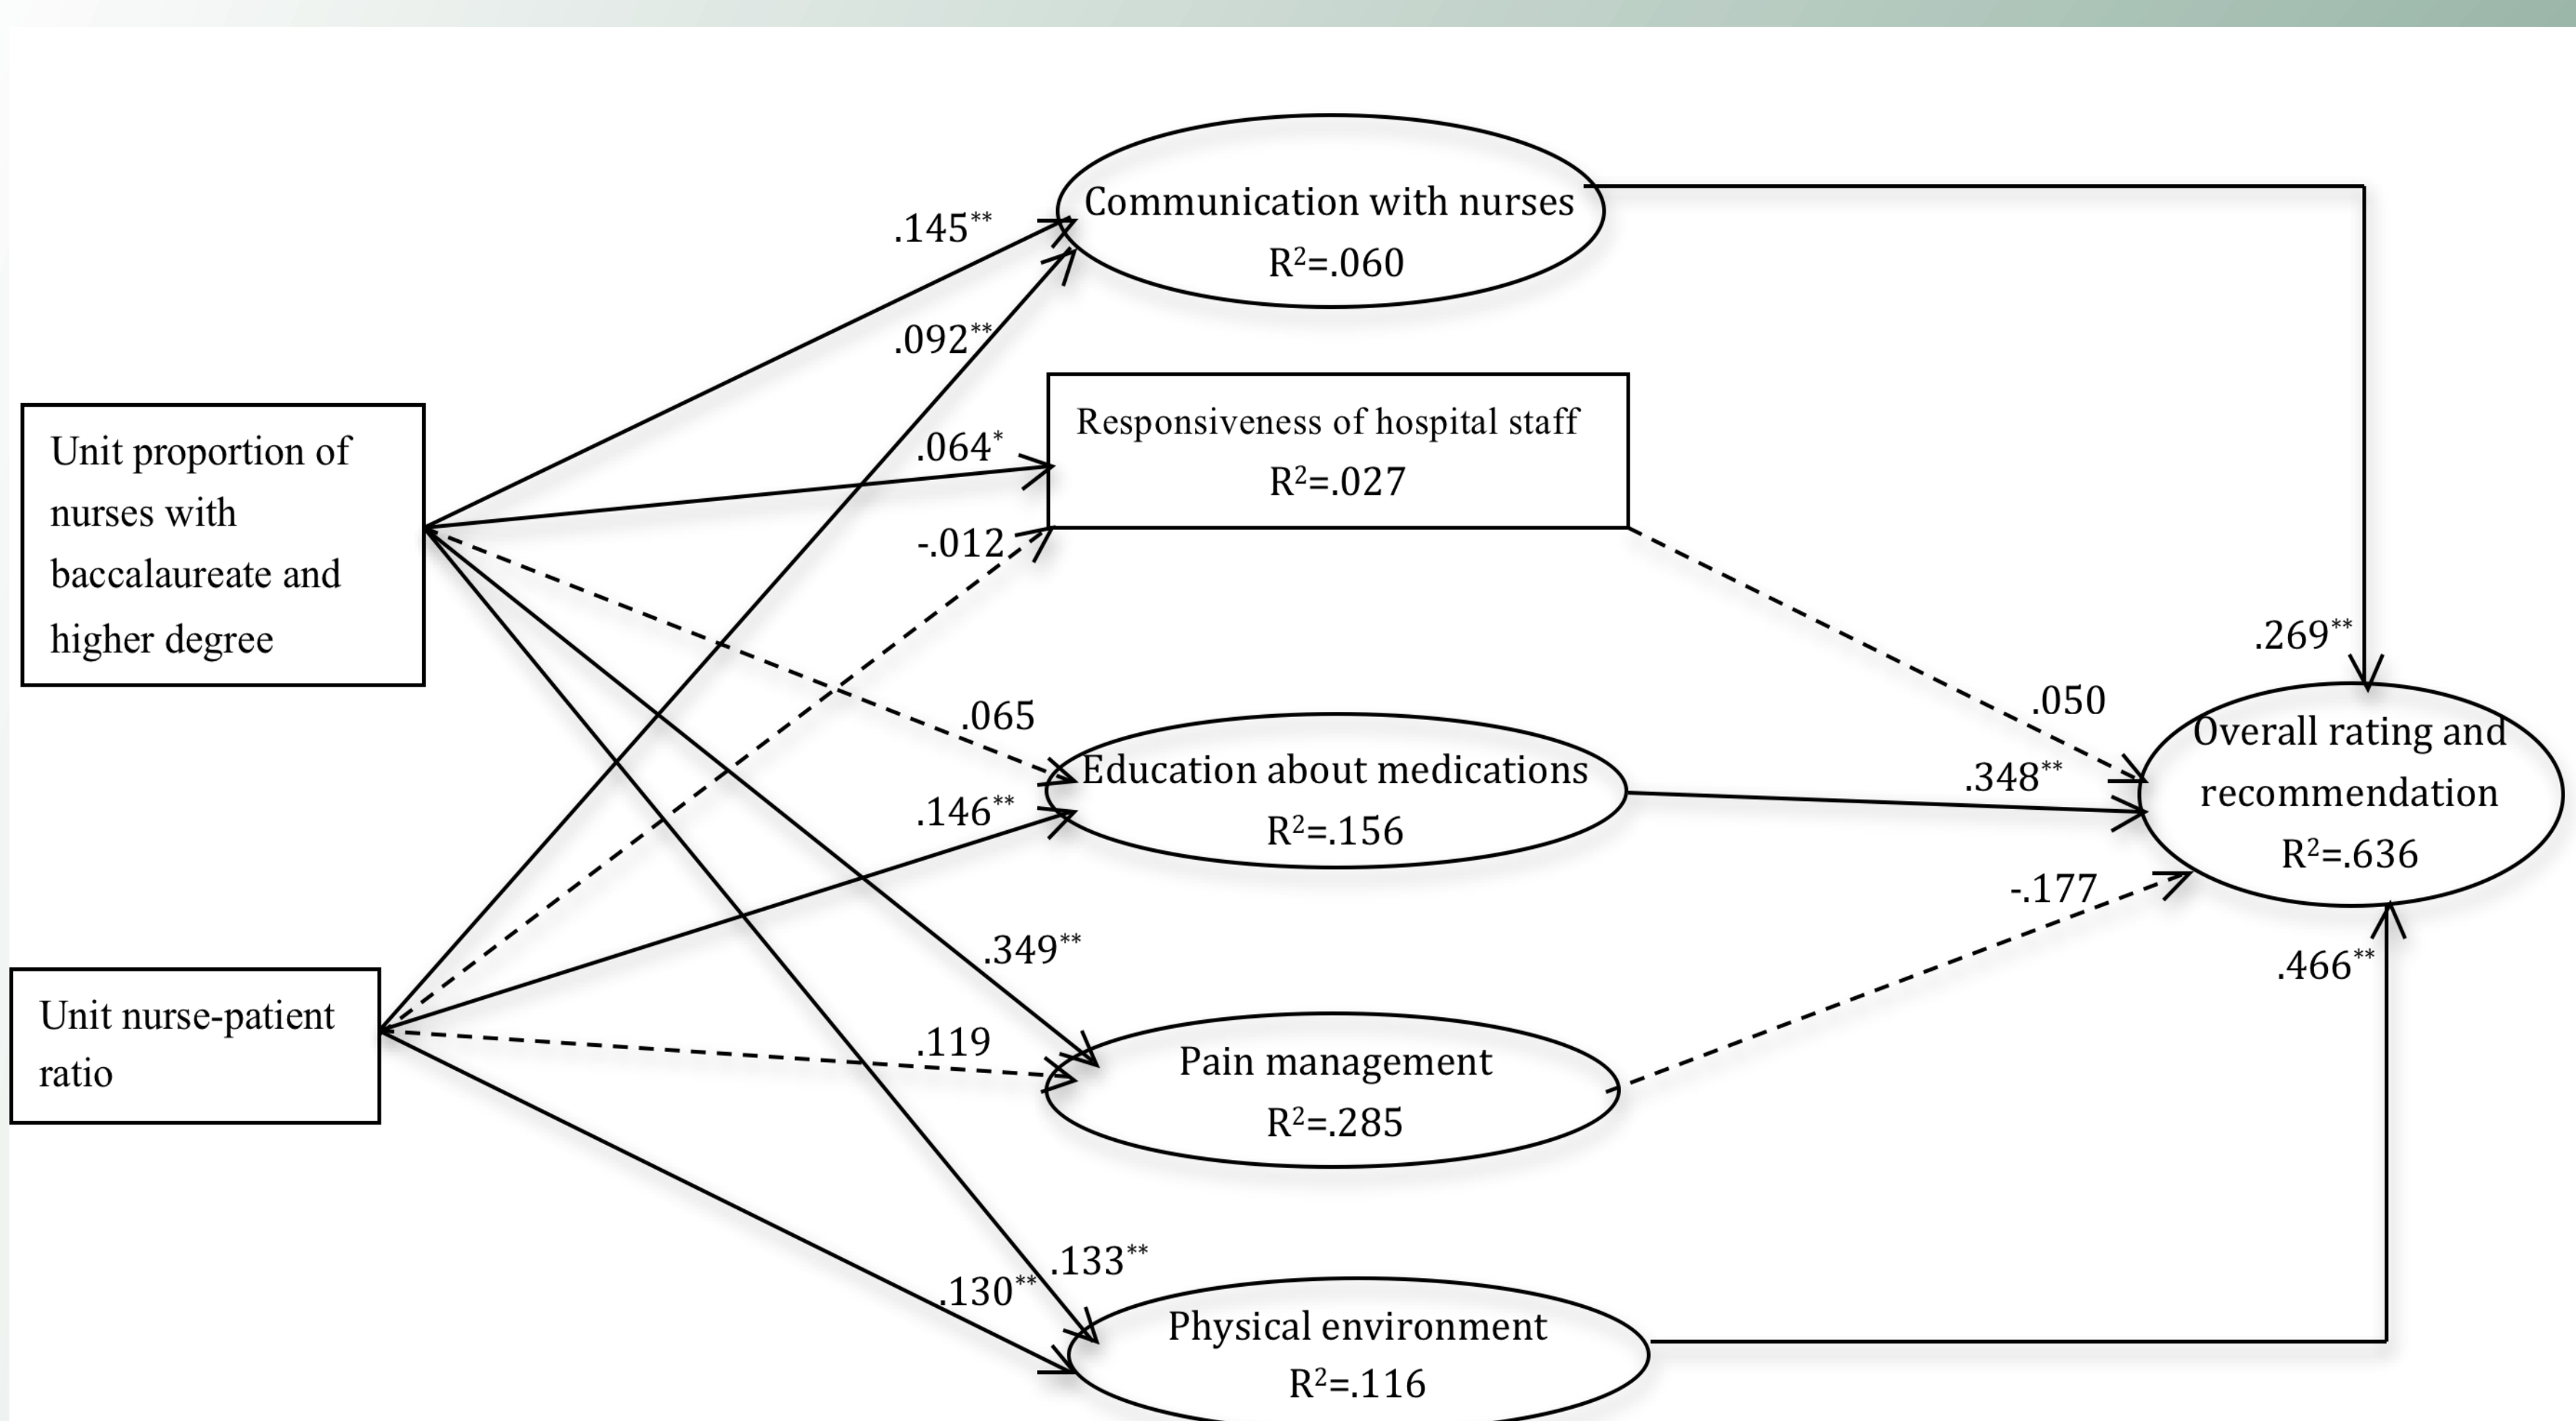 Communication with nurses
R²=.060
.145**
.092**
Responsiveness of hospital staff
R²=.027
.064*
-.012
Unit proportion of
nurses with
baccalaureate and
higher degree
.269**
.050
.065
Education about medications
R²=.156
.146**
.348**
Overall rating and
recommendation
R²=.636
-.177
.466**
.349**
Unit nurse-patient
ratio
.119
Pain management
R²=.285
.133**
.130**
Physical environment
R²=.116